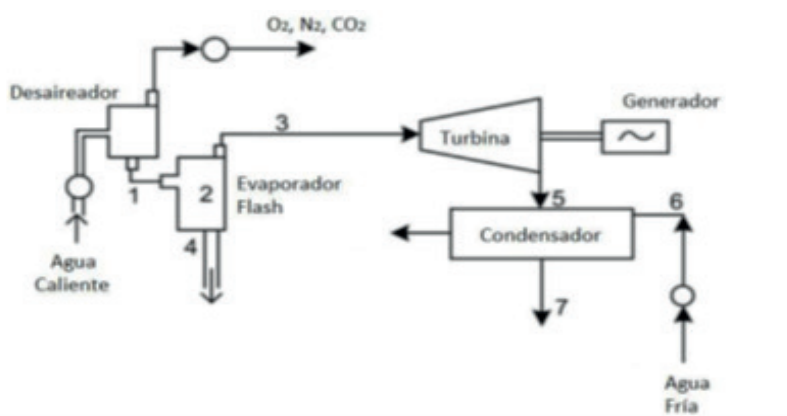 O₂, N₂, CO₂
Desaireador
Generador
3
Turbina
1
2
Evaporador
Flash
5
6
4
Condensador
Agua
Caliente
7
Agua
Fría